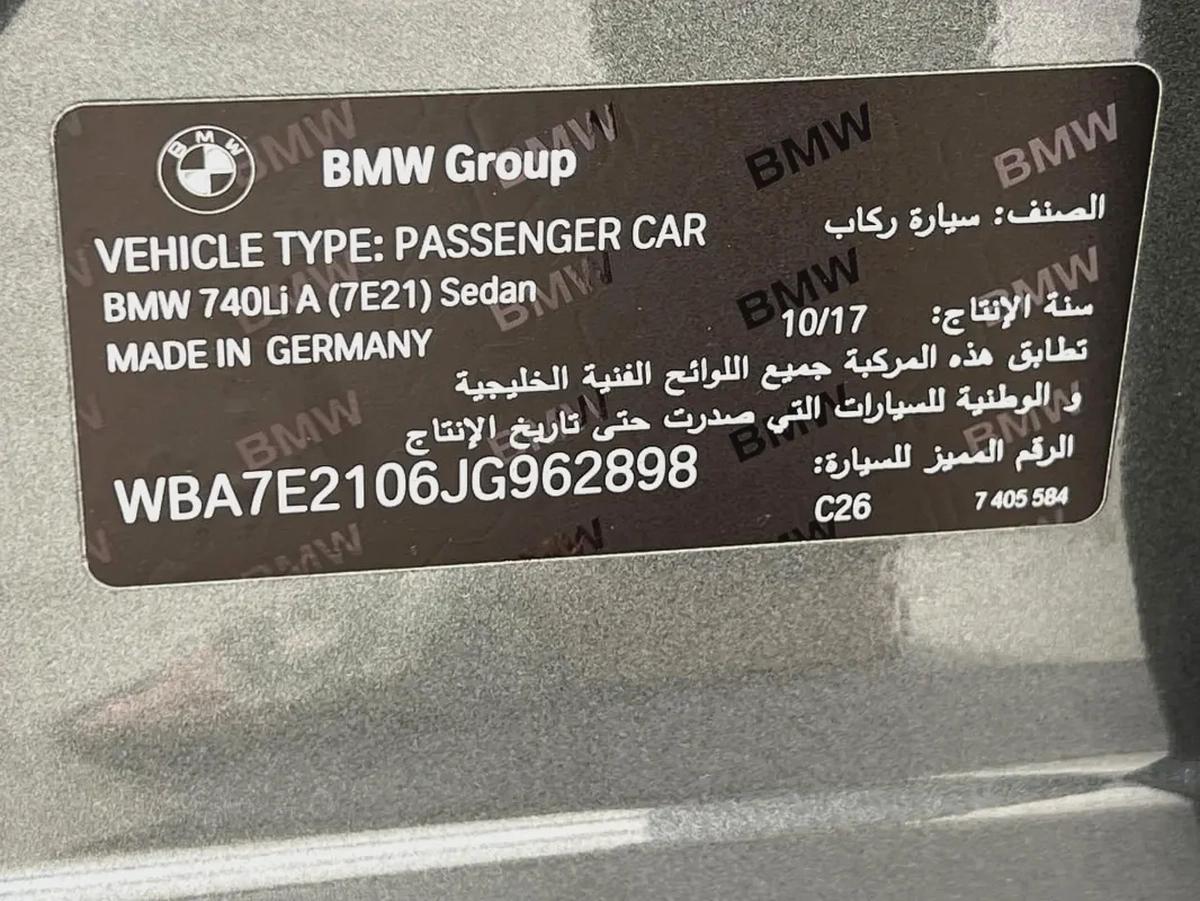 BMW
BMW Group
VEHICLE TYPE: PASSENGER CAR
الصنف: سيارة ركاب
BMW 740Li A (7E21) Sedan
سنة الإنتاج: 10/17
MADE IN GERMANY
تطابق هذه المركبة جميع اللوائح الفنية الخليجية
و الوطنية للسيارات التي صدرت حتى تاريخ الإنتاج
الرقم المميز للسيارة:
WBA7E2106JG962898
C26 7 405 584